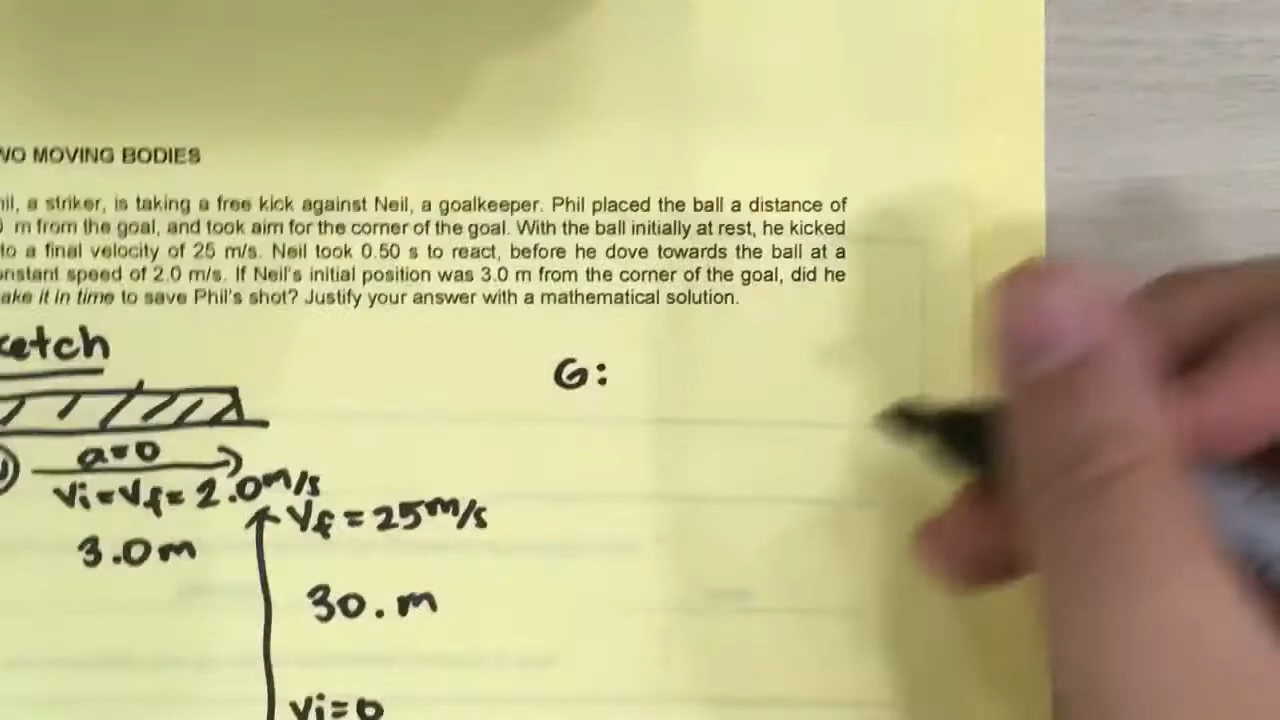 WO MOVING BODIES
il, a striker, is taking a free kick against Neil, a goalkeeper. Phil placed the ball a distance of
m from the goal, and took aim for the corner of the goal. With the ball initially at rest, he kicked
to a final velocity of 25 m/s. Neil took 0.50 s to react, before he dove towards the ball at a
nstant speed of 2.0 m/s. If Neil's initial position was 3.0 m from the corner of the goal, did he
ake it in time to save Phil's shot? Justify your answer with a mathematical solution.
ketch
G:
a=0
Vi=Vf= 2.0m/s
Vf = 25m/s
3.0m
30.m
Vi=0